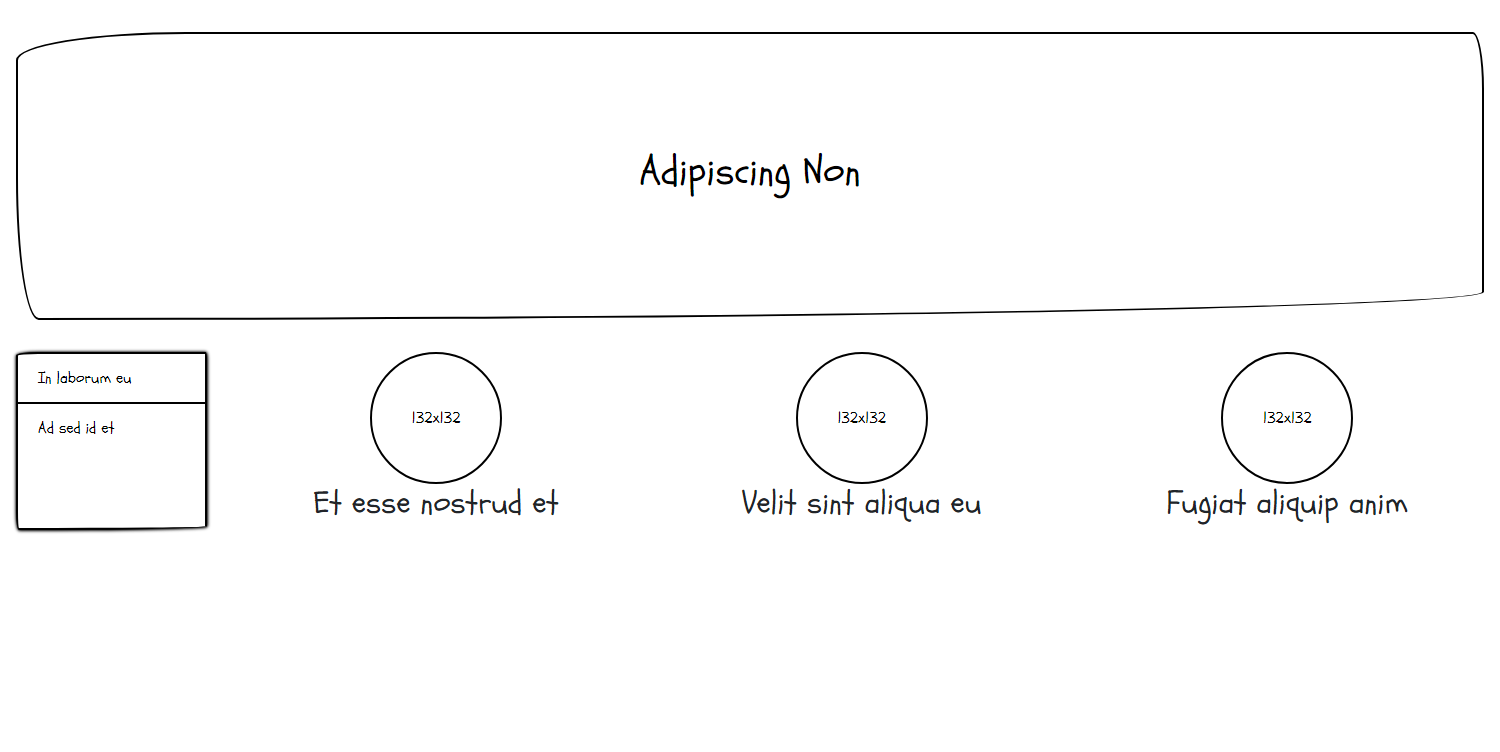 Adipiscing Non
In laborum eu
Ad sed id et
132x132
Et esse nostrud et
132x132
Velit sint aliqua eu
132x132
Fugiat aliquip anim